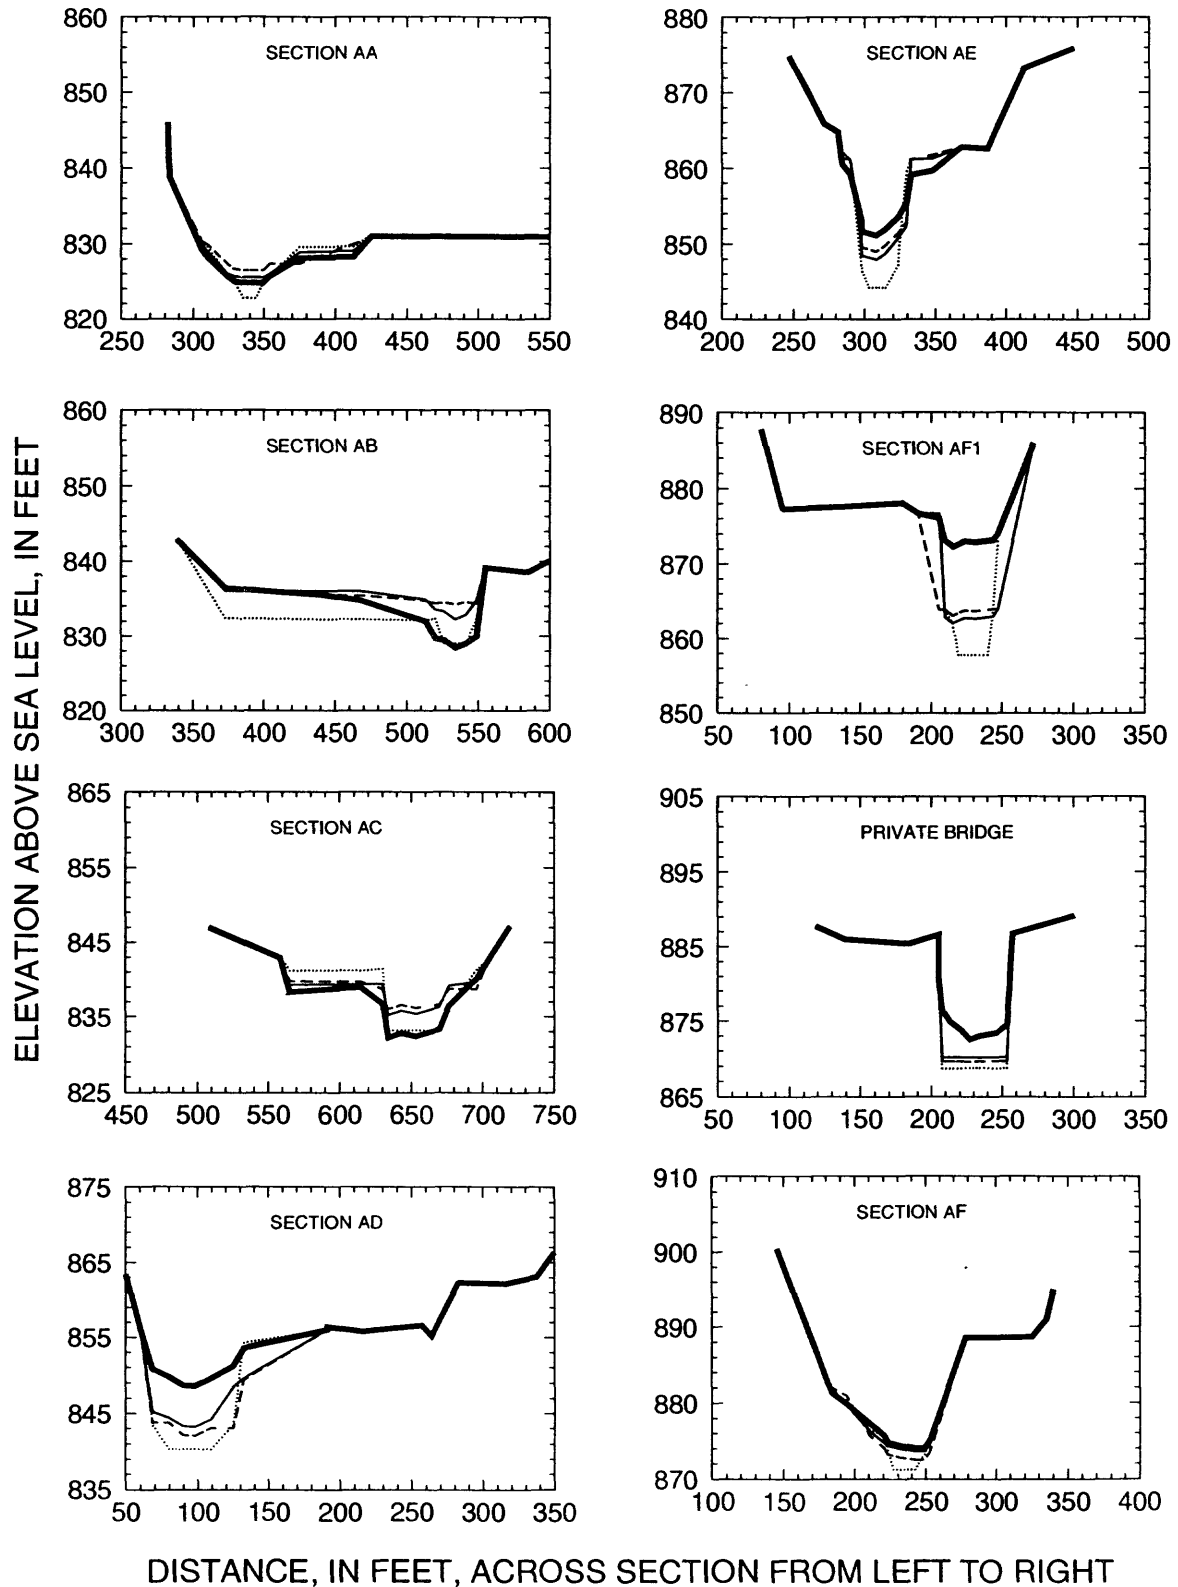 ELEVATION ABOVE SEA LEVEL, IN FEET
SECTION AA
860
850
840
830
820
250 300 350 400 450 500 550
SECTION AE
880
870
860
850
840
200 250 300 350 400 450 500
SECTION AB
860
850
840
830
820
300 350 400 450 500 550 600
SECTION AF1
890
880
870
860
850
50 100 150 200 250 300 350
SECTION AC
865
855
845
835
825
450 500 550 600 650 700 750
PRIVATE BRIDGE
905
895
885
875
865
50 100 150 200 250 300 350
SECTION AD
875
865
855
845
835
50 100 150 200 250 300 350
SECTION AF
910
900
890
880
870
100 150 200 250 300 350 400
DISTANCE, IN FEET, ACROSS SECTION FROM LEFT TO RIGHT